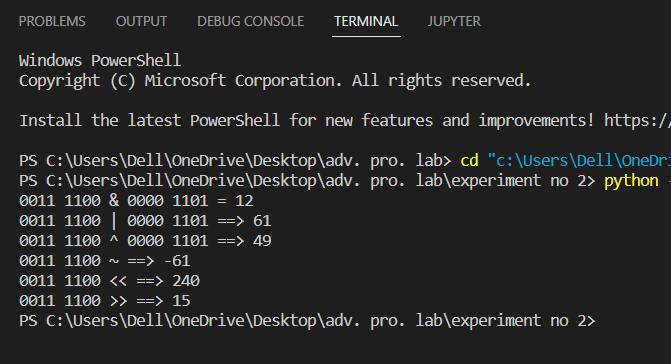 PROBLEMS OUTPUT DEBUG CONSOLE TERMINAL JUPYTER
Windows PowerShell
Copyright (C) Microsoft Corporation. All rights reserved.
Install the latest PowerShell for new features and improvements! https:/
PS C:\Users\Dell\OneDrive\Desktop\adv. pro. lab> cd "c:\Users\Dell\OneDri
PS C:\Users\Dell\OneDrive\Desktop\adv. pro. lab\experiment no 2> python -
0011 1100 & 0000 1101 = 12
0011 1100 | 0000 1101 ==> 61
0011 1100 ^ 0000 1101 ==> 49
0011 1100 ~ ==> -61
0011 1100 << ==> 240
0011 1100 >> ==> 15
PS C:\Users\Dell\OneDrive\Desktop\adv. pro. lab\experiment no 2>